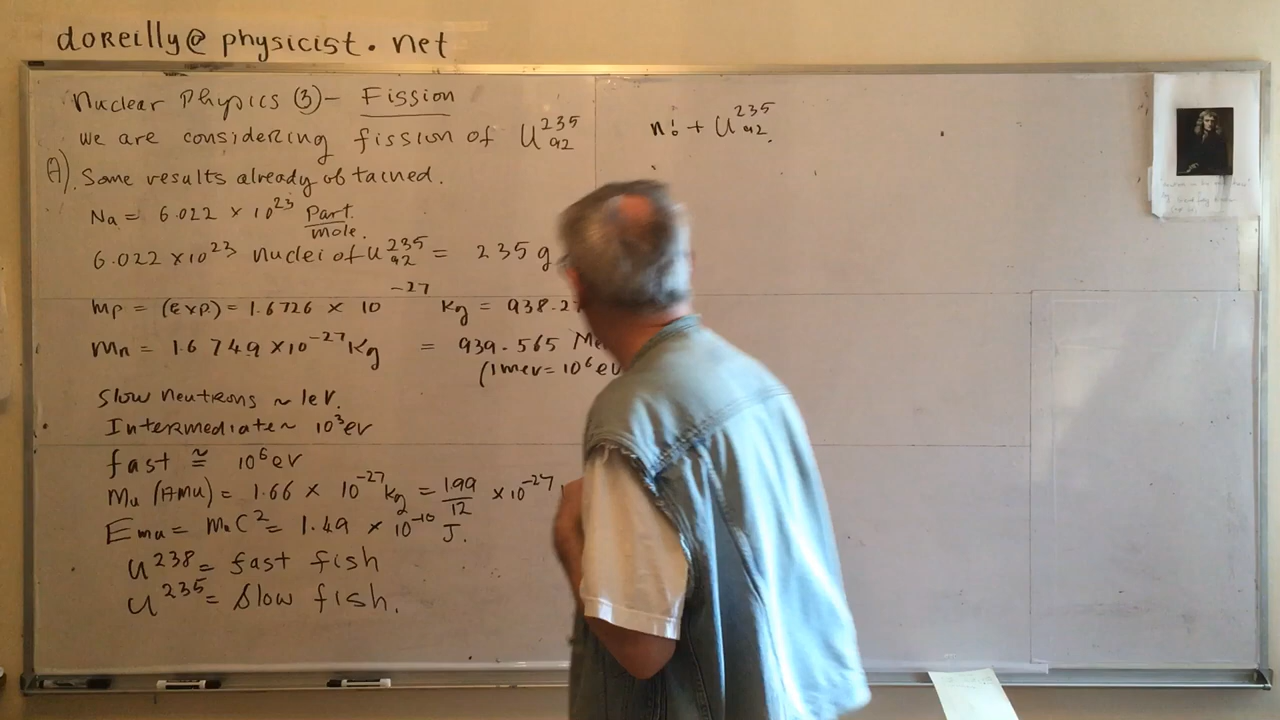 doreilly@physicist.net
Nuclear Physics (3) - Fission
we are considering fission of U 235 92
(A). Some results already obtained.
Na = 6.022 × 10^23 part./mole.
6.022 × 10^23 nuclei of U 235 92 = 235 g
Mp = (Exp) = 1.6726 × 10^-27 Kg = 938.2
Mn = 1.6749 × 10^-27 Kg = 939.565 Me
(1mev = 10^6 ev
Slow neutrons ~ 1ev.
Intermediate ~ 10^3 ev
fast ≅ 10^6 ev
Mu (AMU) = 1.66 × 10^-27 kg = 1.99/12 × 10^-27
Emu = Mu C^2 = 1.49 × 10^-10 J.
U^238 = fast fish
U^235 = Slow fish.
n 1 0 + U 235 92